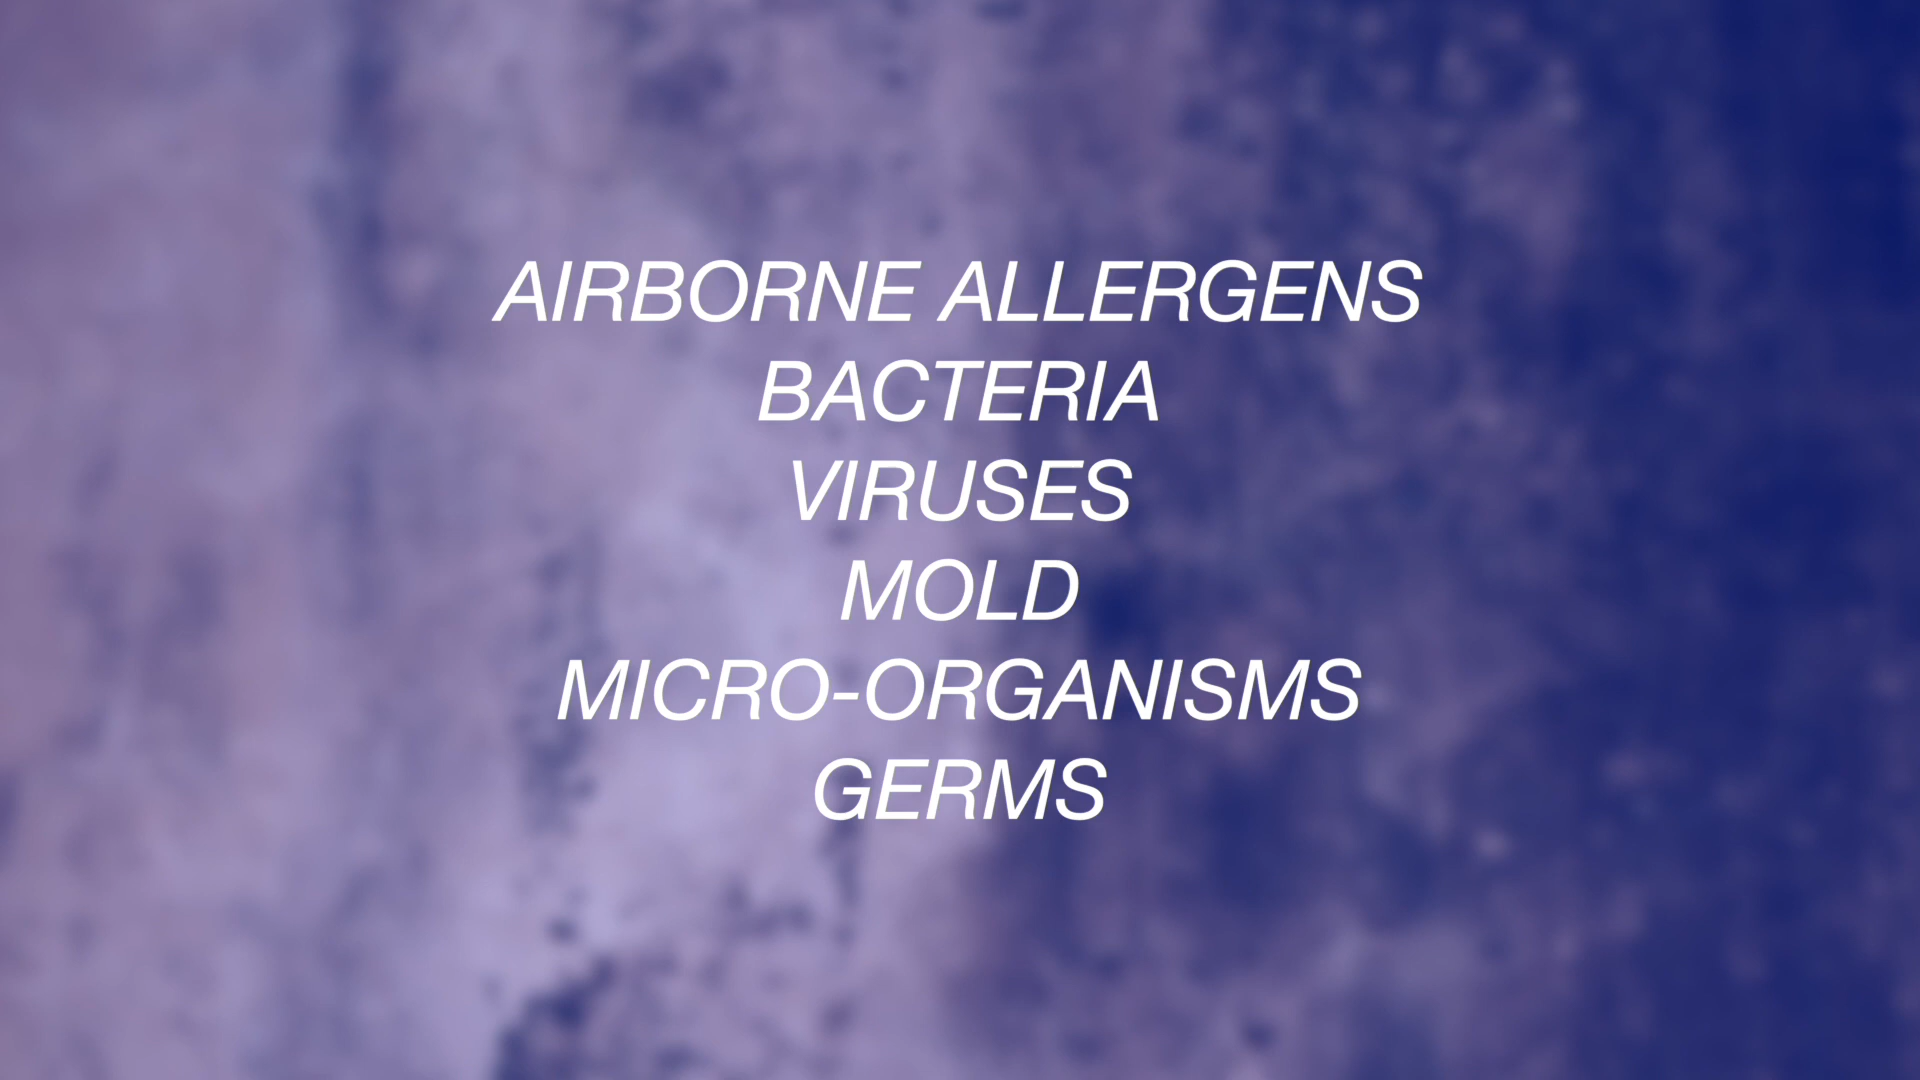 AIRBORNE ALLERGENS
BACTERIA
VIRUSES
MOLD
MICRO-ORGANISMS
GERMS